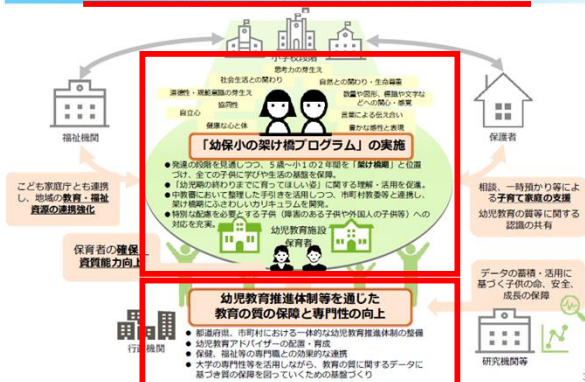 小学校段階
思考力の芽生え
社会生活との関わり
自然との関わり・生命尊重
道徳性・規範意識の芽生え
数量や図形、標識や文字な
どへの関心・感覚
協同性
自立心
言葉による伝え合い
健康な心と体
豊かな感性と表現
福祉機関
保護者
「幼保小の架け橋プログラム」の実施
●発達の段階を見通しつつ、5歳~小1の2年間を「架け橋期」と位置
づけ、全ての子供に学びや生活の基盤を保障。
●「幼児期の終わりまでに育ってほしい姿」に関する理解・活用を促進。
●中教審において整理した手引きを活用しつつ、市町村教委等と連携し、
架け橋期にふさわしいカリキュラムを開発。
●特別な配慮を必要とする子供(障害のある子供や外国人の子供等)への
対応を充実。
こども家庭庁とも連携
し、地域の教育・福祉
資源の連携強化
相談、一時預かり等によ
る子育て家庭の支援
幼児教育の質等に関する
認識の共有
幼児教育施設
保育者
保育者の確保
資質能力向上
データの蓄積・活用に
基づく子供の命、安全、
成長の保障
幼児教育推進体制等を通じた
教育の質の保障と専門性の向上
●都道府県、市町村における一体的な幼児教育推進体制の整備
●幼児教育アドバイザーの配置・育成
●保健、福祉等の専門職との効果的な連携
●大学の専門性等を活用しながら、教育の質に関するデータに
基づき質の保障を図っていくための基盤づくり
行政機関
研究機関等